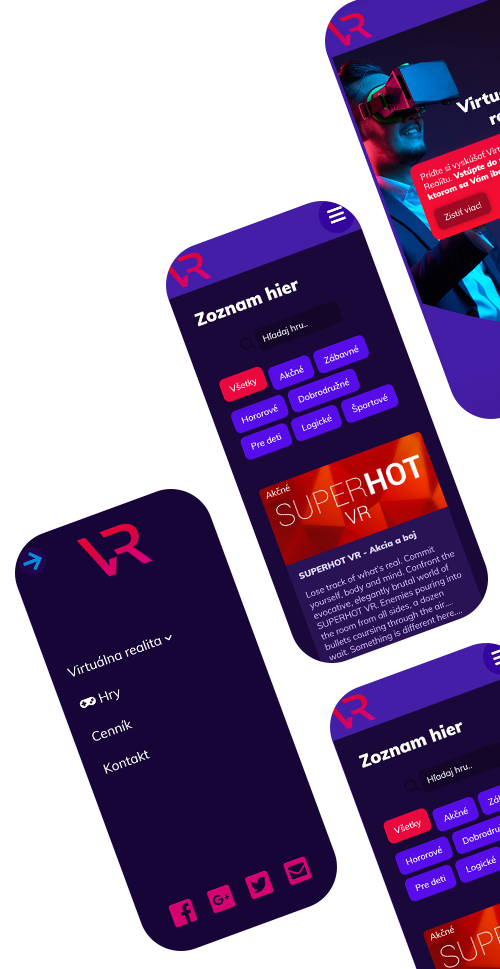 VR
Virtu
re
Príďte si vyskúšať Virt
Realitu. Vstúpte do
ktorom sa Vám
Zistiť viac!
VR
Zoznam hier
Hľadaj hru..
Všetky
Akčné
Zábavné
Hororové
Dobrodružné
Pre deti
Logické
Športové
Akčné
SUPERHOT
VR
SUPERHOT VR - Akcia a boj
Lose track of what's real. Commit
yourself, body and mind. Confront the
evocative, elegantly brutal world of
SUPERHOT VR. Enemies pouring into
the room from all sides, a dozen
bullets coursing through the air....
wait. Something is different here....
VR
Virtuálna realita
Hry
Cenník
Kontakt
VR
Zoznam hier
Hľadaj hru..
Všetky
Akčné
Záb
Hororové
Dobrodru
Pre deti
Logické
Akčné
SUPE